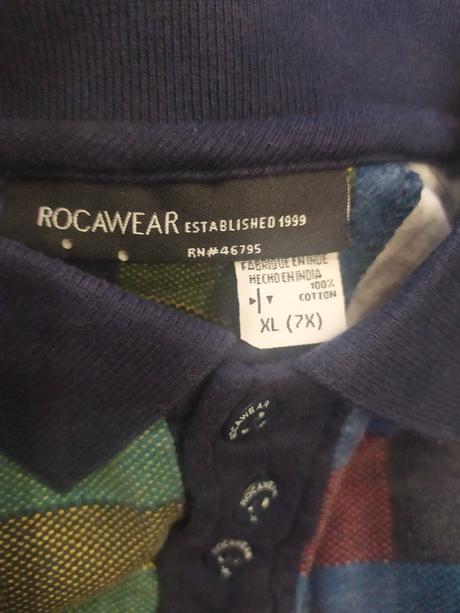 ROCAWEAR ESTABLISHED 1999
RN#46795
FABRIQUE EN INDE
HECHO EN INDIA
100%
COTTON
XL (7X)
ROCAWEAR
ROCAWEAR
ROCAWEAR